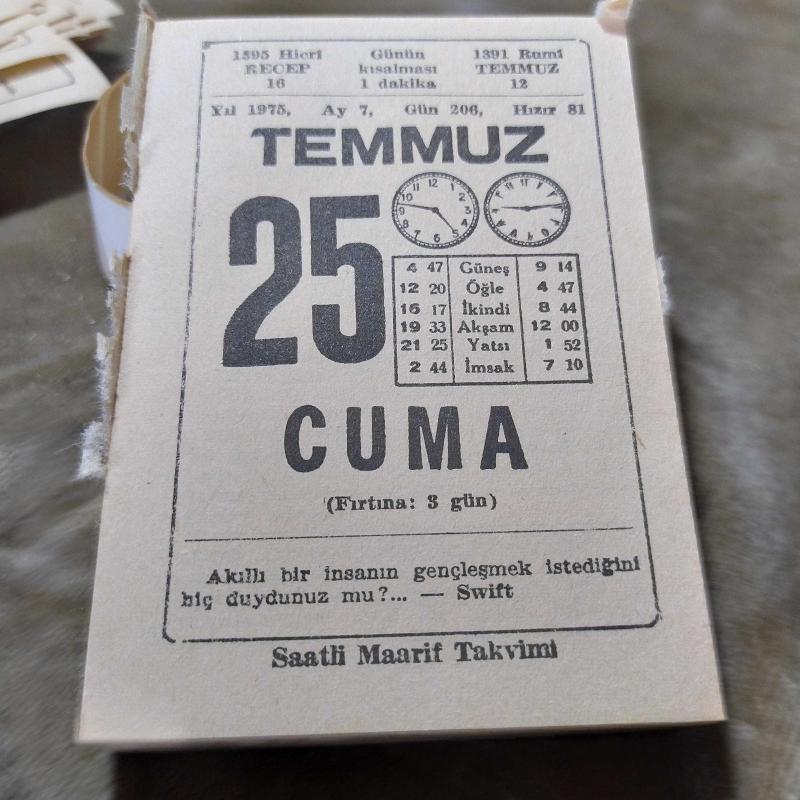 1395 Hicri Günün 1391 Rumi
RECEP kısalması TEMMUZ
16 1 dakika 12
Yıl 1975, Ay 7, Gün 206, Hızır 81
TEMMUZ
25
4 47 Güneş 9 14
12 20 Öğle 4 47
16 17 İkindi 8 44
19 33 Akşam 12 00
21 25 Yatsı 1 52
2 44 İmsak 7 10
CUMA
(Fırtına: 3 gün)
Akıllı bir insanın gençleşmek istediğini
hiç duydunuz mu?... — Swift
Saatli Maarif Takvimi